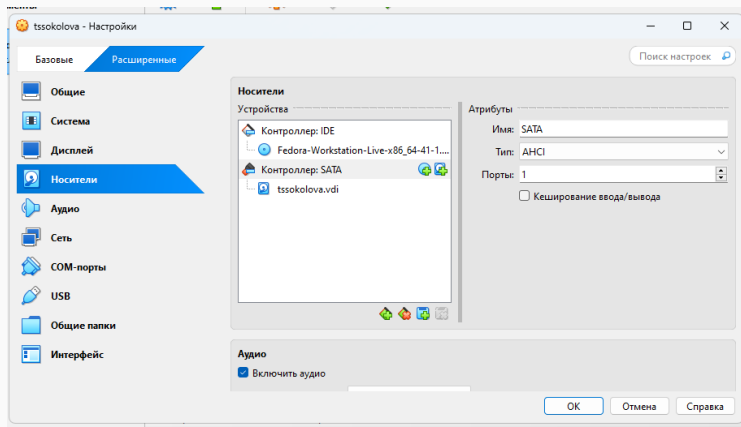 tssokolova - Настройки
Базовые
Расширенные
Поиск настроек
Общие
Система
Дисплей
Носители
Аудио
Сеть
COM-порты
USB
Общие папки
Интерфейс
Носители
Устройства
Контроллер: IDE
Fedora-Workstation-Live-x86_64-41-1....
Контроллер: SATA
tssokolova.vdi
Атрибуты
Имя: SATA
Тип: AHCI
Порты: 1
Кеширование ввода/вывода
Аудио
Включить аудио
OK
Отмена
Справка